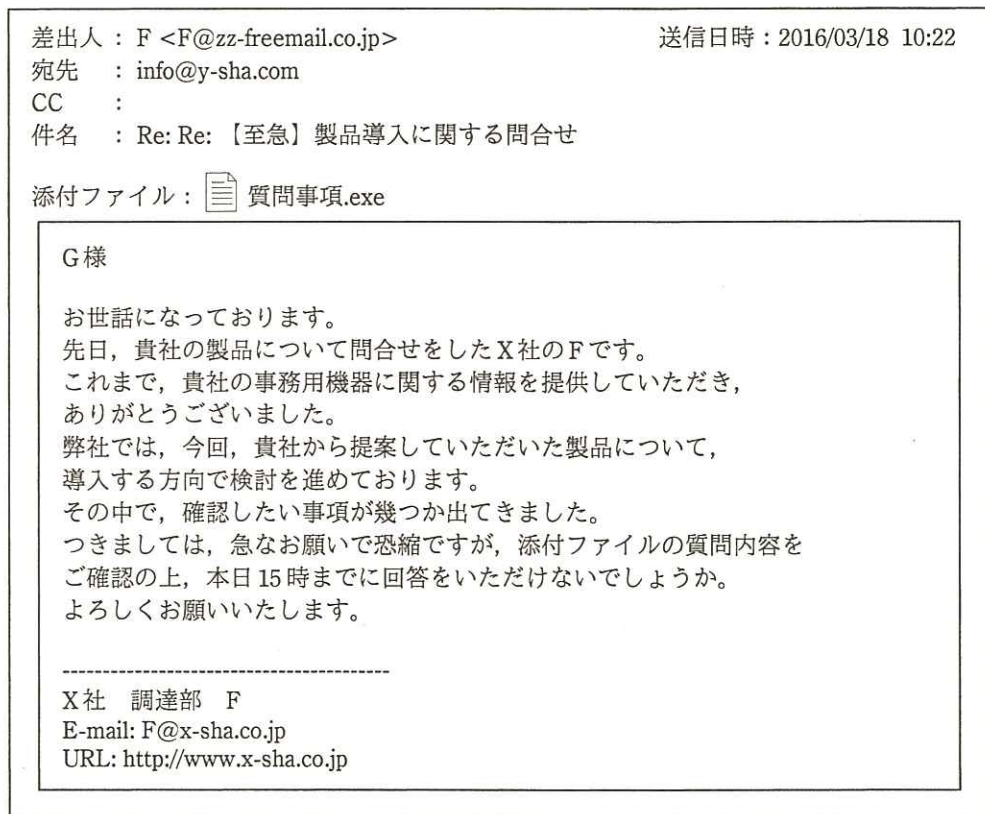 差出人 : F <F@zz-freemail.co.jp> 送信日時：2016/03/18 10:22
宛先 : info@y-sha.com
CC :
件名 : Re: Re: 【至急】製品導入に関する問合せ
添付ファイル： 質問事項.exe
G様
お世話になっております。
先日，貴社の製品について問合せをしたX社のFです。
これまで，貴社の事務用機器に関する情報を提供していただき，
ありがとうございました。
弊社では，今回，貴社から提案していただいた製品について，
導入する方向で検討を進めております。
その中で，確認したい事項が幾つか出てきました。
つきましては，急なお願いで恐縮ですが，添付ファイルの質問内容を
ご確認の上，本日15時までに回答をいただけないでしょうか。
よろしくお願いいたします。
-----------------------------------------
X社 調達部 F
E-mail: F@x-sha.co.jp
URL: http://www.x-sha.co.jp